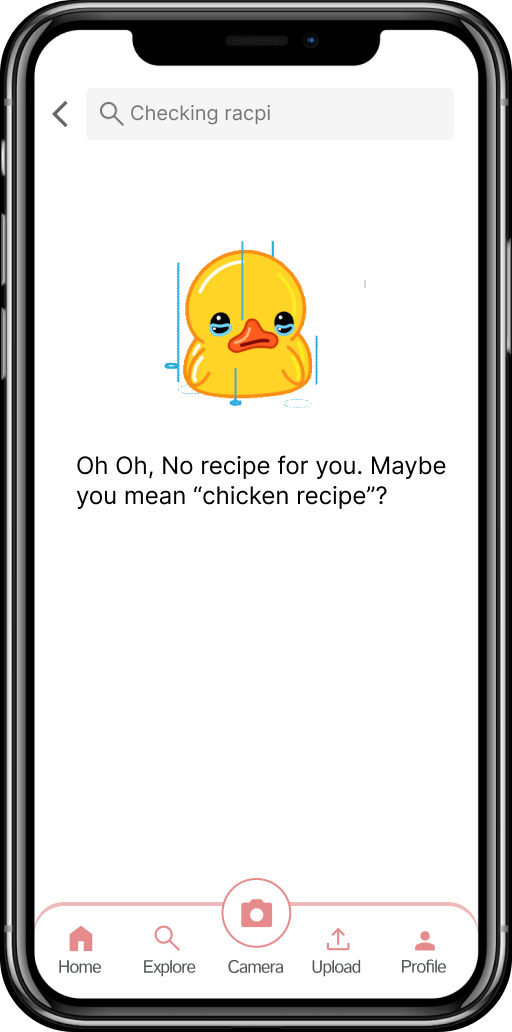 Checking racpi
Oh Oh, No recipe for you. Maybe
you mean “chicken recipe”?
Home Explore Camera Upload Profile